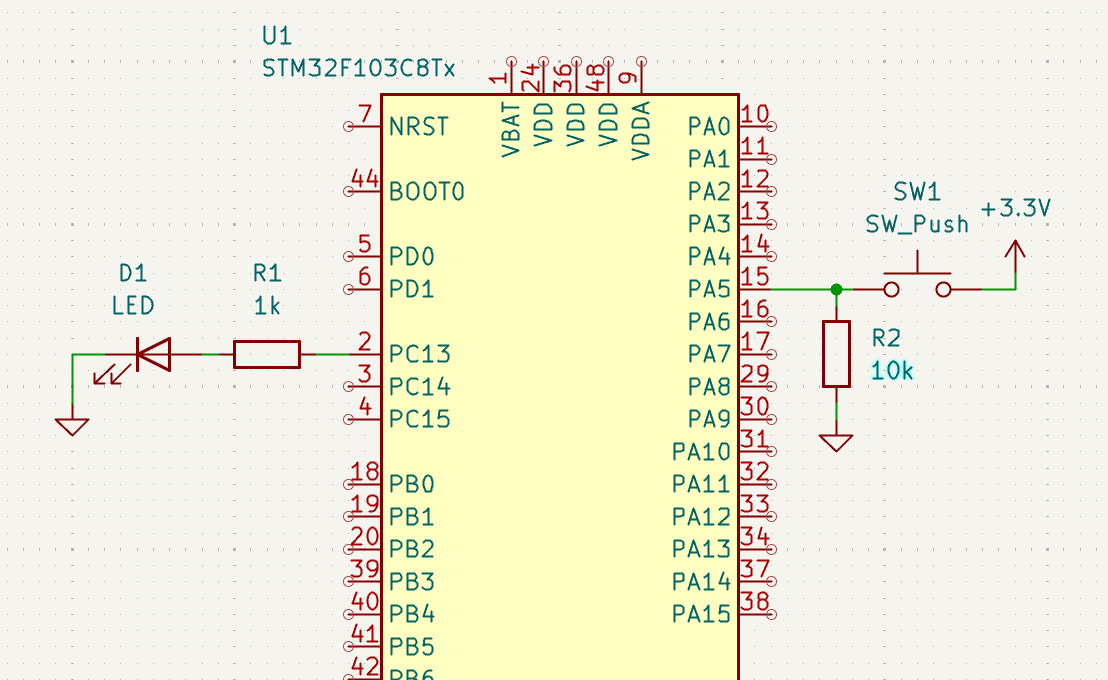 U1
STM32F103C8Tx
1
24
36
48
9
VBAT
VDD
VDD
VDD
VDDA
7
NRST
44
BOOT0
5
PD0
6
PD1
D1
LED
R1
1k
2
PC13
3
PC14
4
PC15
18
PB0
19
PB1
20
PB2
39
PB3
40
PB4
41
PB5
42
PB6
PA0
10
PA1
11
PA2
12
PA3
13
PA4
14
PA5
15
PA6
16
PA7
17
PA8
29
PA9
30
PA10
31
PA11
32
PA12
33
PA13
34
PA14
37
PA15
38
SW1
SW_Push
+3.3V
R2
10k